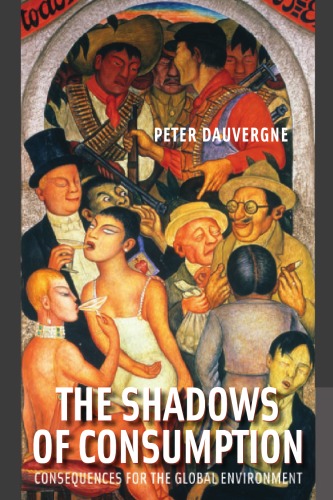 PETER DAUVERGNE
THE SHADOWS
OF CONSUMPTION
CONSEQUENCES FOR THE GLOBAL ENVIRONMENT